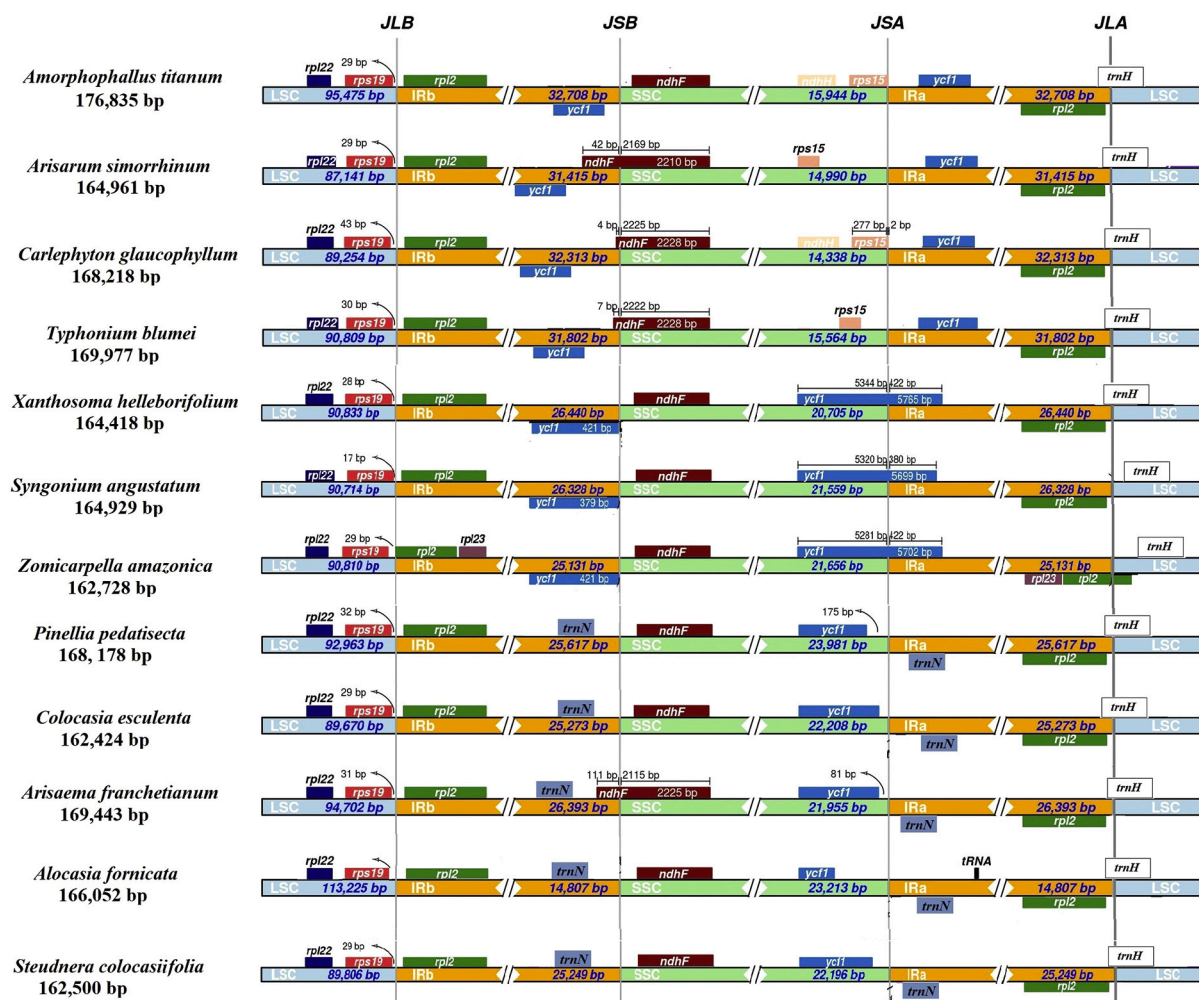 JLB JSB JSA JLA
Amorphophallus titanum
176,835 bp
rpl22 29 bp rps19 rpl2 ndhF ndhH rps15 ycf1 trnH
LSC 95,475 bp IRb 32,708 bp SSC 15,944 bp IRa 32,708 bp LSC
ycf1 rpl2
Arisarum simorrhinum
164,961 bp
29 bp 42 bp 2169 bp rps15
rpl22 rps19 rpl2 ndhF 2210 bp ycf1 trnH
LSC 87,141 bp IRb 31,415 bp SSC 14,990 bp IRa 31,415 bp LSC
ycf1 rpl2
Carlephyton glaucophyllum
168,218 bp
rpl22 43 bp 4 bp 2225 bp 277 bp 2 bp
rps19 rpl2 ndhF 2228 bp ndhH rps15 ycf1 trnH
LSC 89,254 bp IRb 32,313 bp SSC 14,338 bp IRa 32,313 bp LSC
ycf1 rpl2
Typhonium blumei
169,977 bp
30 bp 7 bp 2222 bp rps15
rpl22 rps19 rpl2 ndhF 2228 bp ycf1 trnH
LSC 90,809 bp IRb 31,802 bp SSC 15,564 bp IRa 31,802 bp LSC
ycf1 rpl2
Xanthosoma helleborifolium
164,418 bp
rpl22 28 bp 5344 bp 422 bp
rps19 rpl2 ndhF ycf1 5765 bp trnH
LSC 90,833 bp IRb 26,440 bp SSC 20,705 bp IRa 26,440 bp LSC
ycf1 421 bp rpl2
Syngonium angustatum
164,929 bp
17 bp 5320 bp 380 bp
rpl22 rps19 rpl2 ndhF ycf1 5699 bp trnH
LSC 90,714 bp IRb 26,328 bp SSC 21,559 bp IRa 26,328 bp LSC
ycf1 379 bp rpl2
Zomicarpella amazonica
162,728 bp
rpl22 29 bp rpl23 5281 bp 422 bp
rps19 rpl2 ndhF ycf1 5702 bp trnH
LSC 90,810 bp IRb 25,131 bp SSC 21,656 bp IRa 25,131 bp LSC
ycf1 421 bp rpl23 rpl2
Pinellia pedatisecta
168, 178 bp
rpl22 32 bp trnN 175 bp
rps19 rpl2 ndhF ycf1 trnH
LSC 92,963 bp IRb 25,617 bp SSC 23,981 bp IRa 25,617 bp LSC
trnN rpl2
Colocasia esculenta
162,424 bp
rpl22 29 bp trnN
rps19 rpl2 ndhF ycf1 trnH
LSC 89,670 bp IRb 25,273 bp SSC 22,208 bp IRa 25,273 bp LSC
trnN rpl2
Arisaema franchetianum
169,443 bp
rpl22 31 bp 111 bp 2115 bp 81 bp
rps19 rpl2 trnN ndhF 2225 bp ycf1 trnH
LSC 94,702 bp IRb 26,393 bp SSC 21,955 bp IRa 26,393 bp LSC
trnN rpl2
Alocasia fornicata
166,052 bp
rpl22 tRNA
rps19 rpl2 trnN ndhF ycf1 trnH
LSC 113,225 bp IRb 14,807 bp SSC 23,213 bp IRa 14,807 bp LSC
trnN rpl2
Steudnera colocasiifolia
162,500 bp
rpl22 29 bp trnN
rps19 rpl2 ndhF ycf1 trnH
LSC 89,806 bp IRb 25,249 bp SSC 22,196 bp IRa 25,249 bp LSC
trnN rpl2